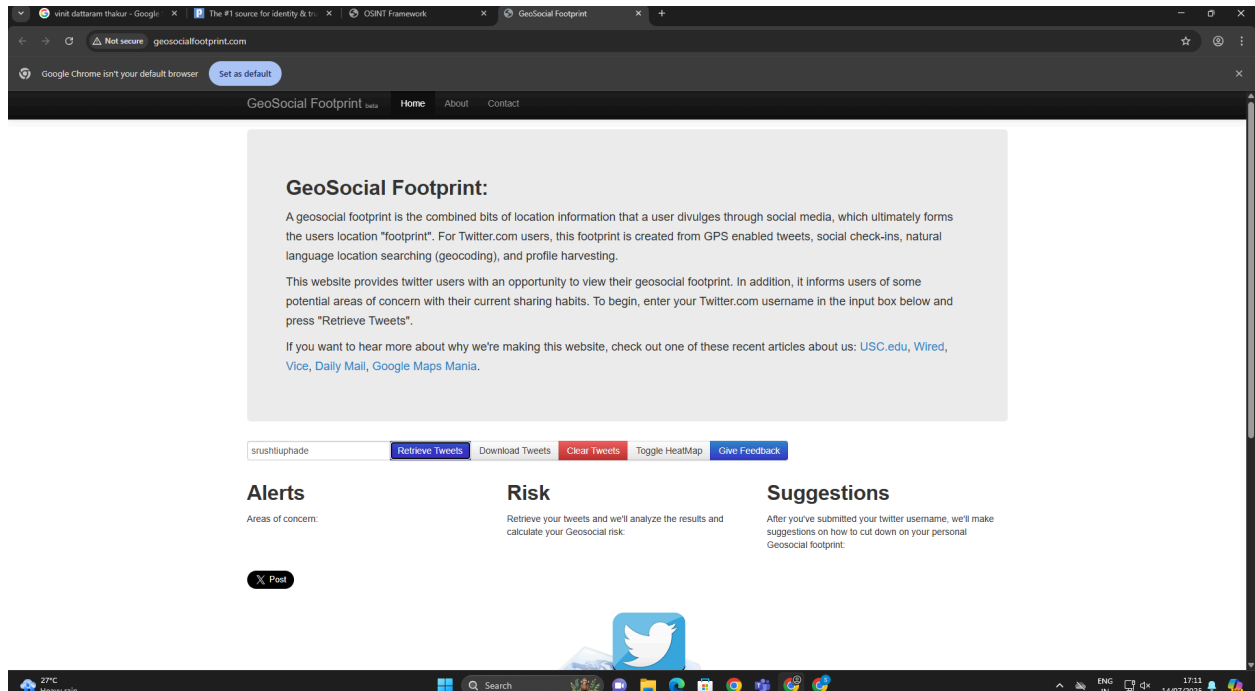 vinit dattaram thakur - Google
The #1 source for identity & tru
OSINT Framework
GeoSocial Footprint
Not secure
geosocialfootprint.com
Google Chrome isn't your default browser
Set as default
GeoSocial Footprint beta
Home
About
Contact
GeoSocial Footprint:
A geosocial footprint is the combined bits of location information that a user divulges through social media, which ultimately forms
the users location "footprint". For Twitter.com users, this footprint is created from GPS enabled tweets, social check-ins, natural
language location searching (geocoding), and profile harvesting.
This website provides twitter users with an opportunity to view their geosocial footprint. In addition, it informs users of some
potential areas of concern with their current sharing habits. To begin, enter your Twitter.com username in the input box below and
press "Retrieve Tweets".
If you want to hear more about why we're making this website, check out one of these recent articles about us: USC.edu, Wired,
Vice, Daily Mail, Google Maps Mania.
srushtiuphade
Retrieve Tweets
Download Tweets
Clear Tweets
Toggle HeatMap
Give Feedback
Alerts
Areas of concern:
Risk
Retrieve your tweets and we'll analyze the results and
calculate your Geosocial risk:
Suggestions
After you've submitted your twitter username, we'll make
suggestions on how to cut down on your personal
Geosocial footprint:
X Post
27°C
Heavy rain
Search
ENG
IN
17:11
14/07/2025